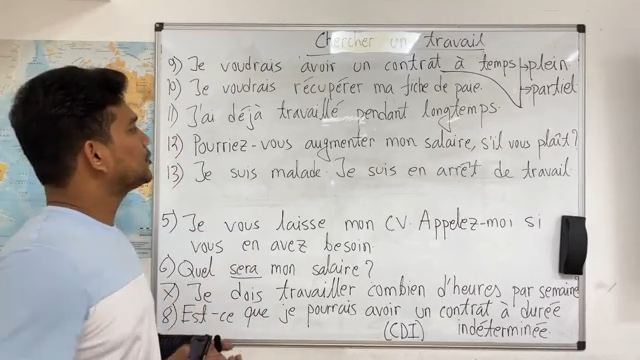 Chercher un travail
9) Je voudrais avoir un contrat à temps → plein
→ partiel
10) Je voudrais récupérer ma fiche de paie.
11) J'ai déjà travaillé pendant longtemps.
12) Pourriez-vous augmenter mon salaire, s'il vous plaît?
13) Je suis malade. Je suis en arrêt de travail
5) Je vous laisse mon CV. Appelez-moi si
vous en avez besoin.
6) Quel sera mon salaire?
X) Je dois travailler combien d'heures par semaine
8) Est-ce que je pourrais avoir un contrat à durée
(CDI) indéterminée.